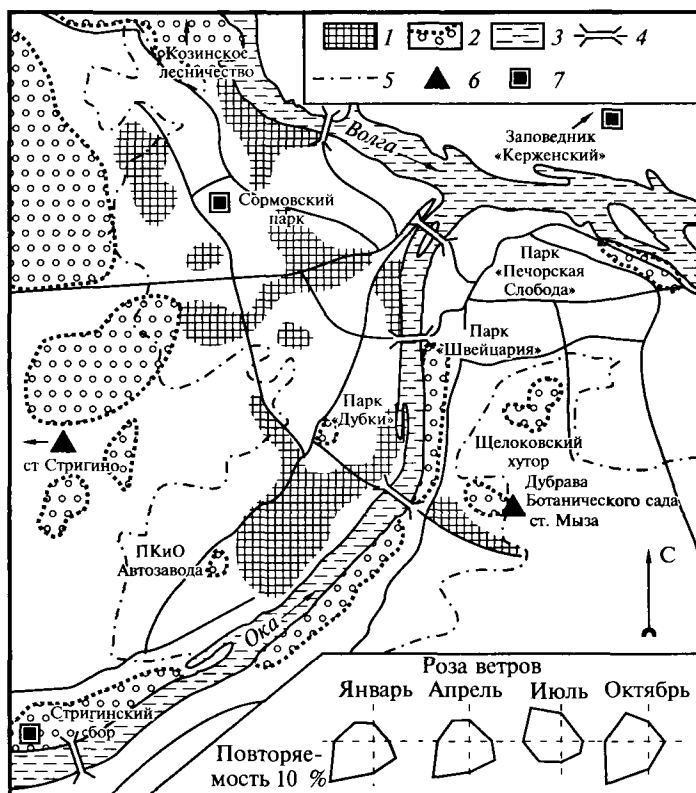 1 2 3 4
5 6 7
Козинское
лесничество
Волга
Заповедник
«Керженский»
Сормовский
парк
Парк
«Печорская
Слобода»
Парк
«Швейцария»
Парк
«Дубки»
Щелоковский
хутор
ст Стригино
Дубрава
Ботанического сада
ст. Мыза
ПКиО
Автозавода
С
Ока
Стригинский
бор
Роза ветров
Январь Апрель Июль Октябрь
Повторяе-
мость 10 %